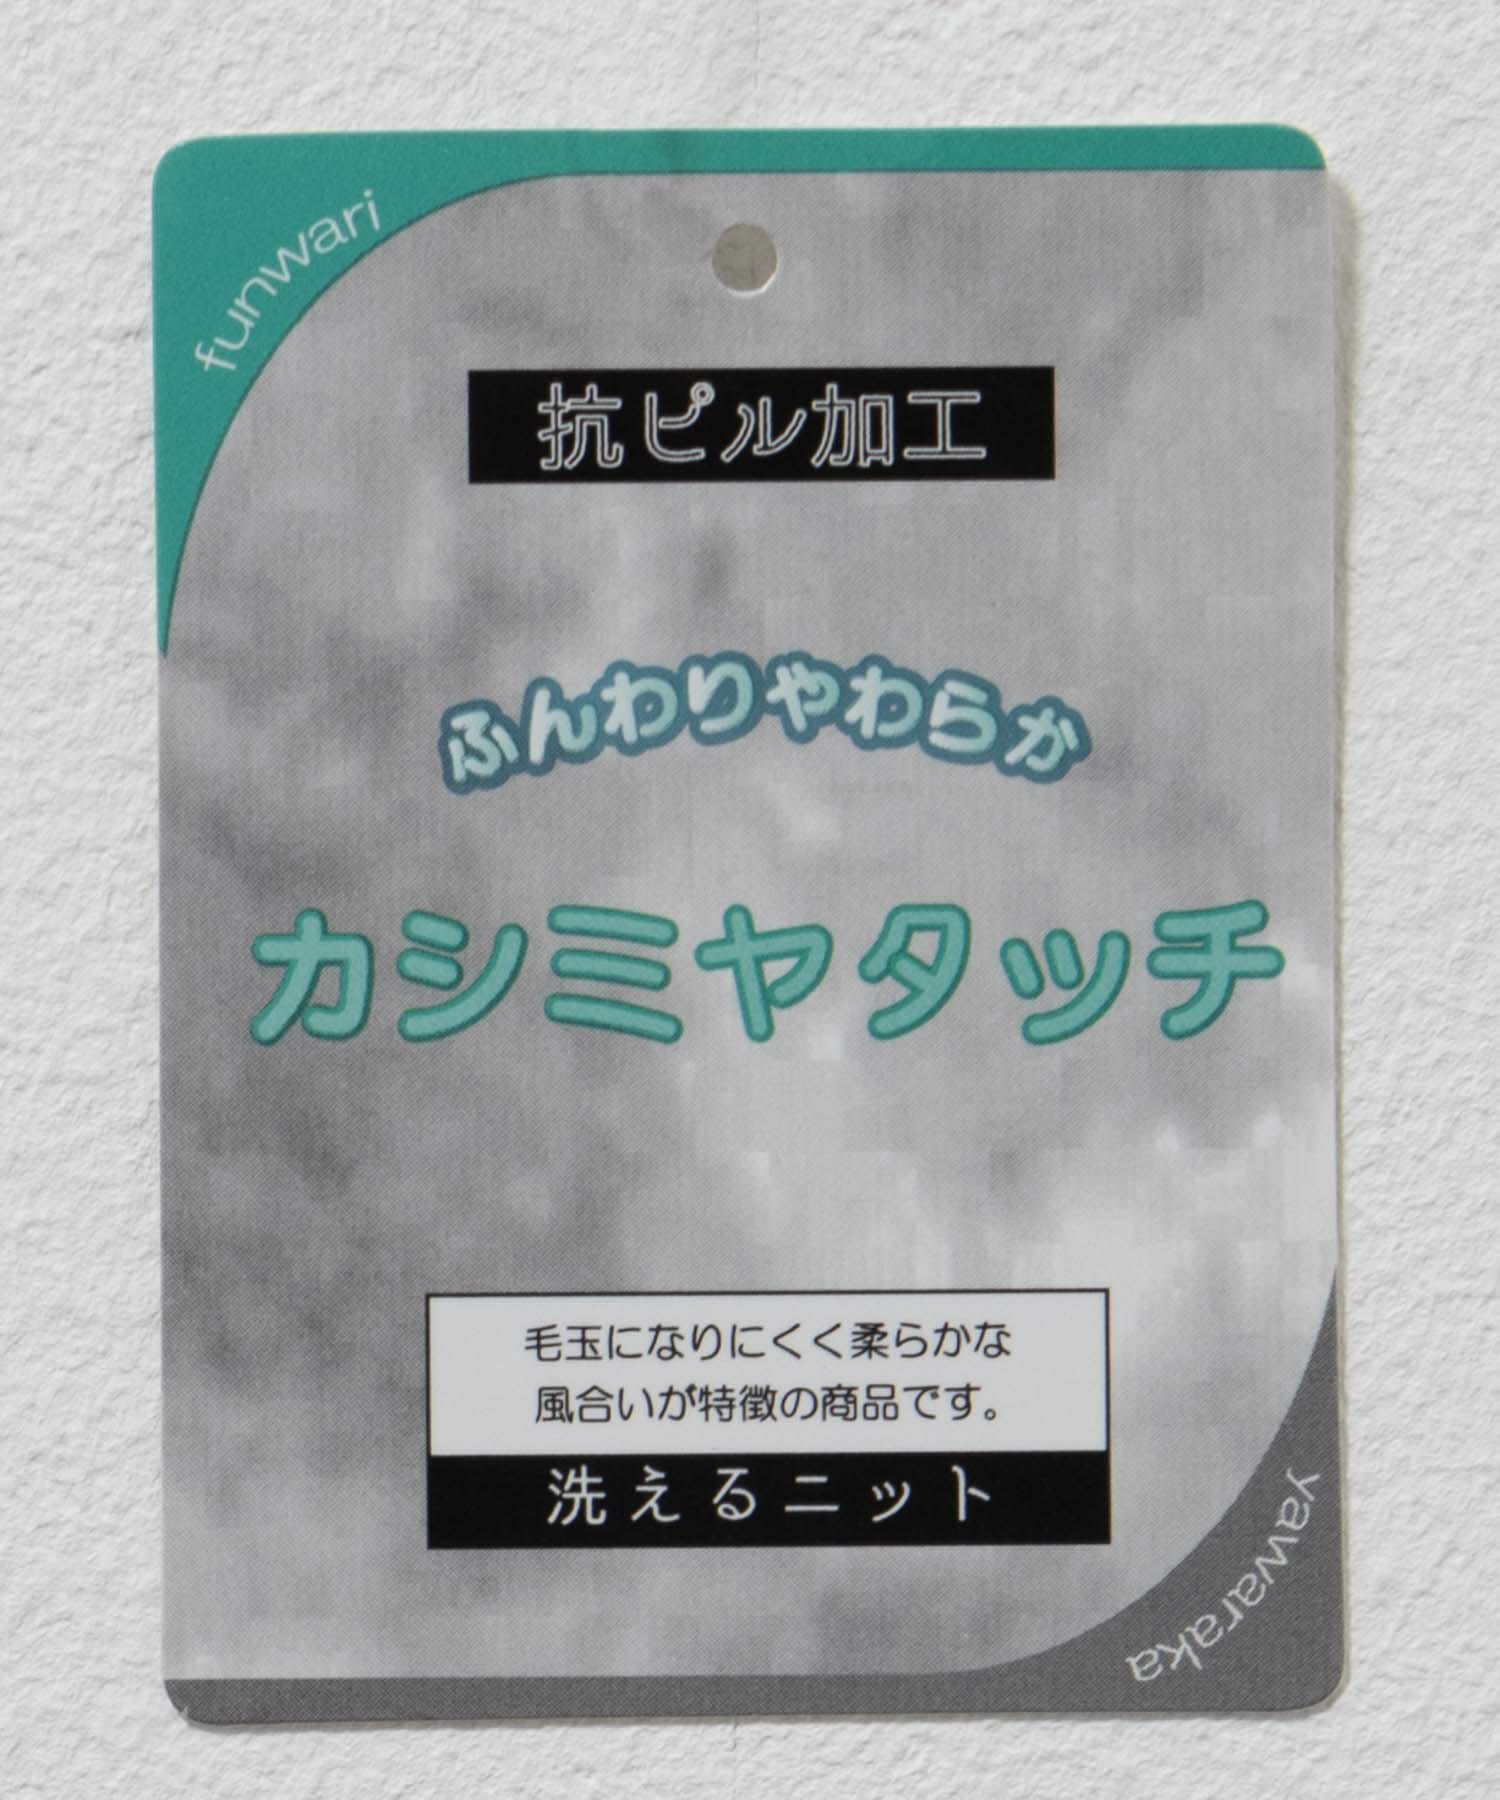 funwari
抗ピル加工
ふんわりやわらか
カシミヤタッチ
毛玉になりにくく柔らかな
風合いが特徴の商品です。
洗えるニット
yawaraka